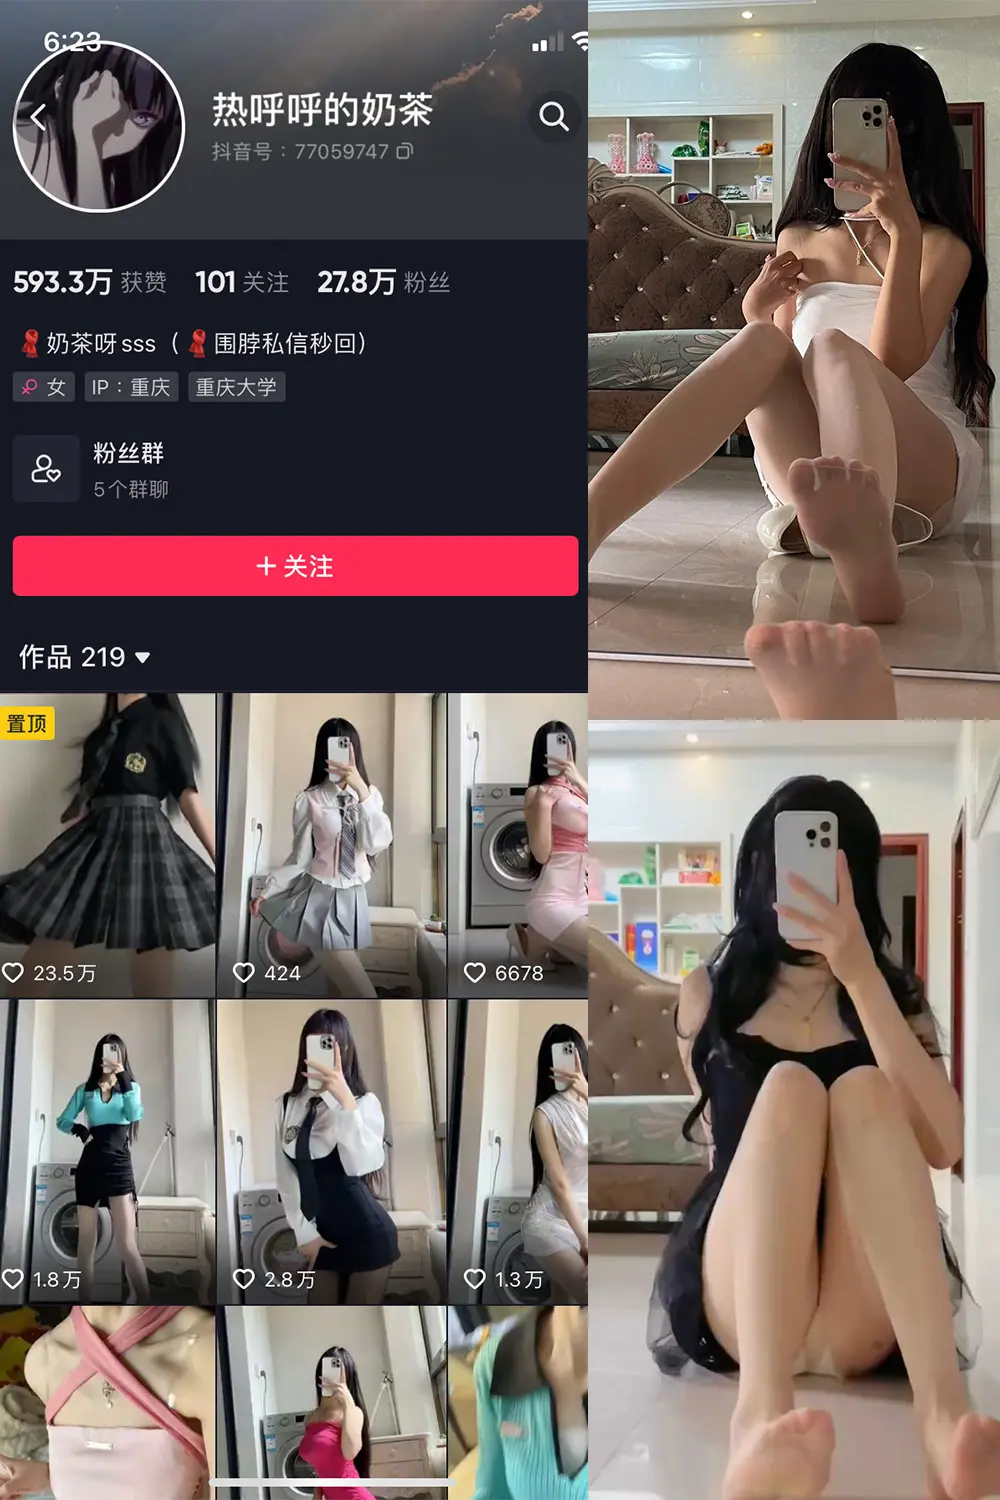 6:23
热呼呼的奶茶
抖音号：77059747
593.3万 获赞 101 关注 27.8万 粉丝
奶茶呀sss（围脖私信秒回）
女 IP：重庆 重庆大学
粉丝群
5个群聊
+ 关注
作品 219
置顶
23.5万 424 6678
1.8万 2.8万 1.3万